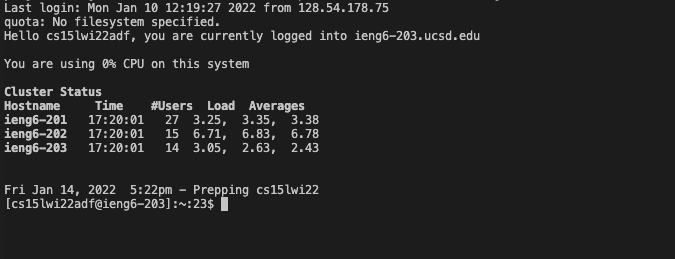 Last login: Mon Jan 10 12:19:27 2022 from 128.54.178.75
quota: No filesystem specified.
Hello cs15lwi22adf, you are currently logged into ieng6-203.ucsd.edu
You are using 0% CPU on this system
Cluster Status
Hostname     Time    #Users  Load  Averages
ieng6-201   17:20:01   27  3.25,  3.35,  3.38
ieng6-202   17:20:01   15  6.71,  6.83,  6.78
ieng6-203   17:20:01   14  3.05,  2.63,  2.43
Fri Jan 14, 2022  5:22pm - Prepping cs15lwi22
[cs15lwi22adf@ieng6-203]:~:23$